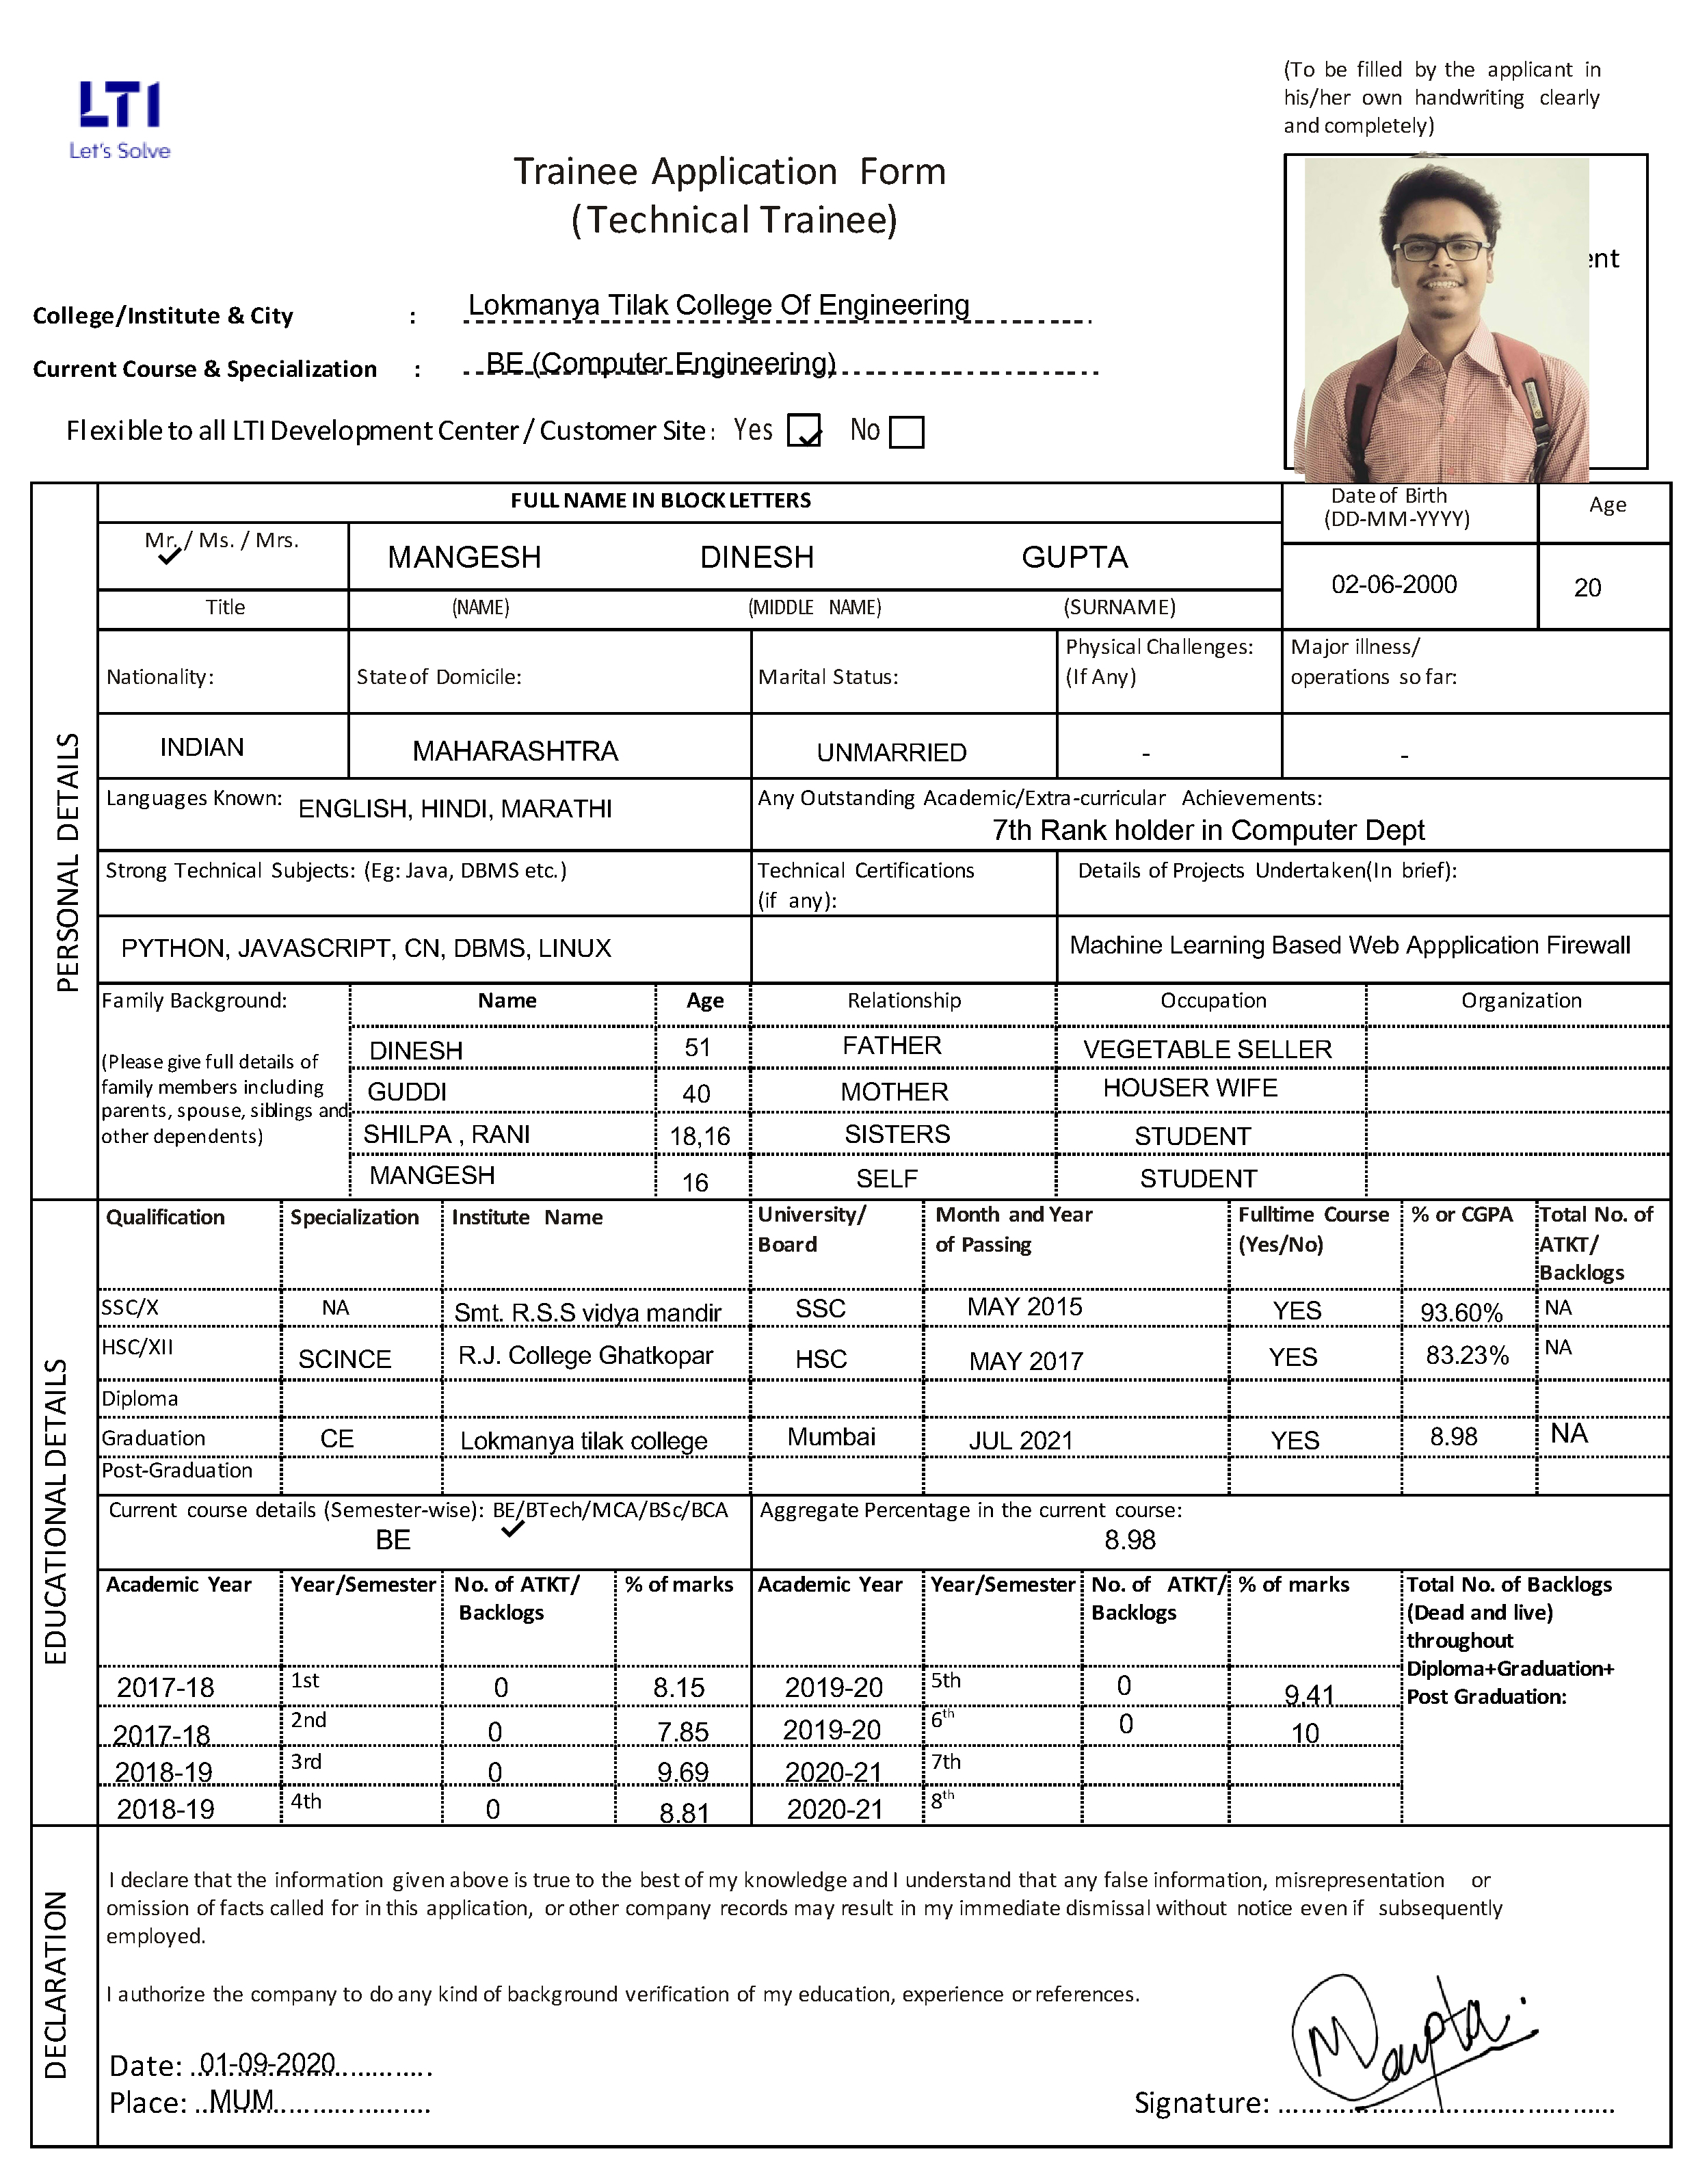 (To be filled by the applicant in
his/her own handwriting clearly
and completely)
LTI
Let's Solve
Trainee Application Form
(Technical Trainee)
ent
College/Institute & City : Lokmanya Tilak College Of Engineering
Current Course & Specialization : BE (Computer Engineering)
Flexible to all LTI Development Center / Customer Site: Yes No
PERSONAL DETAILS
FULL NAME IN BLOCK LETTERS Date of Birth (DD-MM-YYYY) Age
Mr. / Ms. / Mrs. MANGESH DINESH GUPTA 02-06-2000 20
Title (NAME) (MIDDLE NAME) (SURNAME)
Nationality: State of Domicile: Marital Status: Physical Challenges: (If Any) Major illness/ operations so far:
INDIAN MAHARASHTRA UNMARRIED - -
Languages Known: ENGLISH, HINDI, MARATHI Any Outstanding Academic/Extra-curricular Achievements:
7th Rank holder in Computer Dept
Strong Technical Subjects: (Eg: Java, DBMS etc.) Technical Certifications (if any): Details of Projects Undertaken(In brief):
PYTHON, JAVASCRIPT, CN, DBMS, LINUX Machine Learning Based Web Appplication Firewall
Family Background: Name Age Relationship Occupation Organization
(Please give full details of
family members including
parents, spouse, siblings and
other dependents)
DINESH 51 FATHER VEGETABLE SELLER
GUDDI 40 MOTHER HOUSER WIFE
SHILPA , RANI 18,16 SISTERS STUDENT
MANGESH 16 SELF STUDENT
EDUCATIONAL DETAILS
Qualification Specialization Institute Name University/ Board Month and Year of Passing Fulltime Course (Yes/No) % or CGPA Total No. of ATKT/ Backlogs
SSC/X NA Smt. R.S.S vidya mandir SSC MAY 2015 YES 93.60% NA
HSC/XII SCINCE R.J. College Ghatkopar HSC MAY 2017 YES 83.23% NA
Diploma
Graduation CE Lokmanya tilak college Mumbai JUL 2021 YES 8.98 NA
Post-Graduation
Current course details (Semester-wise): BE/BTech/MCA/BSc/BCA Aggregate Percentage in the current course:
BE 8.98
Academic Year Year/Semester No. of ATKT/ Backlogs % of marks Academic Year Year/Semester No. of ATKT/ Backlogs % of marks Total No. of Backlogs (Dead and live) throughout Diploma+Graduation+ Post Graduation:
2017-18 1st 0 8.15 2019-20 5th 0 9.41
2017-18 2nd 0 7.85 2019-20 6th 0 10
2018-19 3rd 0 9.69 2020-21 7th
2018-19 4th 0 8.81 2020-21 8th
DECLARATION
I declare that the information given above is true to the best of my knowledge and I understand that any false information, misrepresentation or
omission of facts called for in this application, or other company records may result in my immediate dismissal without notice even if subsequently
employed.
I authorize the company to do any kind of background verification of my education, experience or references.
Date: 01-09-2020
Place: MUM
Signature: MGupta